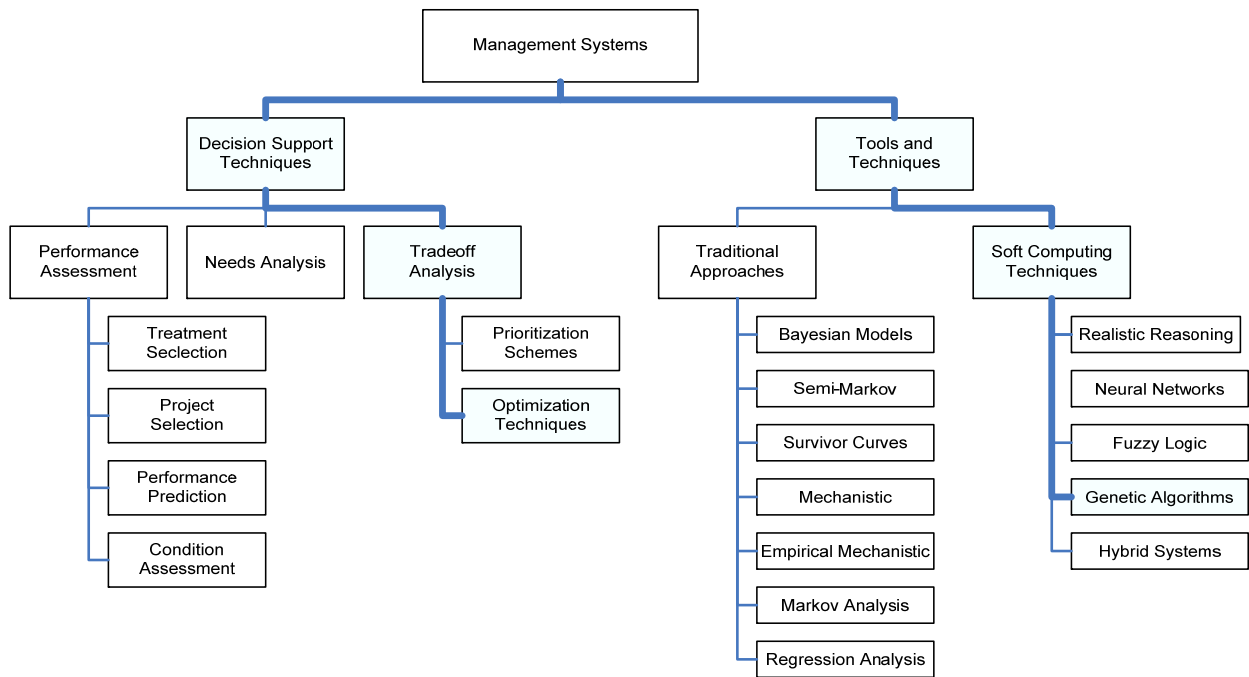 Management Systems
Decision Support
Techniques
Tools and
Techniques
Performance
Assessment
Needs Analysis
Tradeoff
Analysis
Traditional
Approaches
Soft Computing
Techniques
Treatment
Seclection
Project
Selection
Performance
Prediction
Condition
Assessment
Prioritization
Schemes
Optimization
Techniques
Bayesian Models
Semi-Markov
Survivor Curves
Mechanistic
Empirical Mechanistic
Markov Analysis
Regression Analysis
Realistic Reasoning
Neural Networks
Fuzzy Logic
Genetic Algorithms
Hybrid Systems